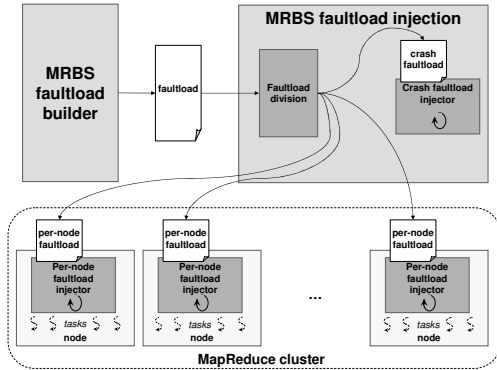 MRBS faultload injection
MRBS
faultload
builder
faultload
Faultload
division
crash
faultload
Crash faultload
injector
per-node
faultload
per-node
faultload
per-node
faultload
Per-node
faultload
injector
Per-node
faultload
injector
Per-node
faultload
injector
...
tasks
node
tasks
node
tasks
node
MapReduce cluster